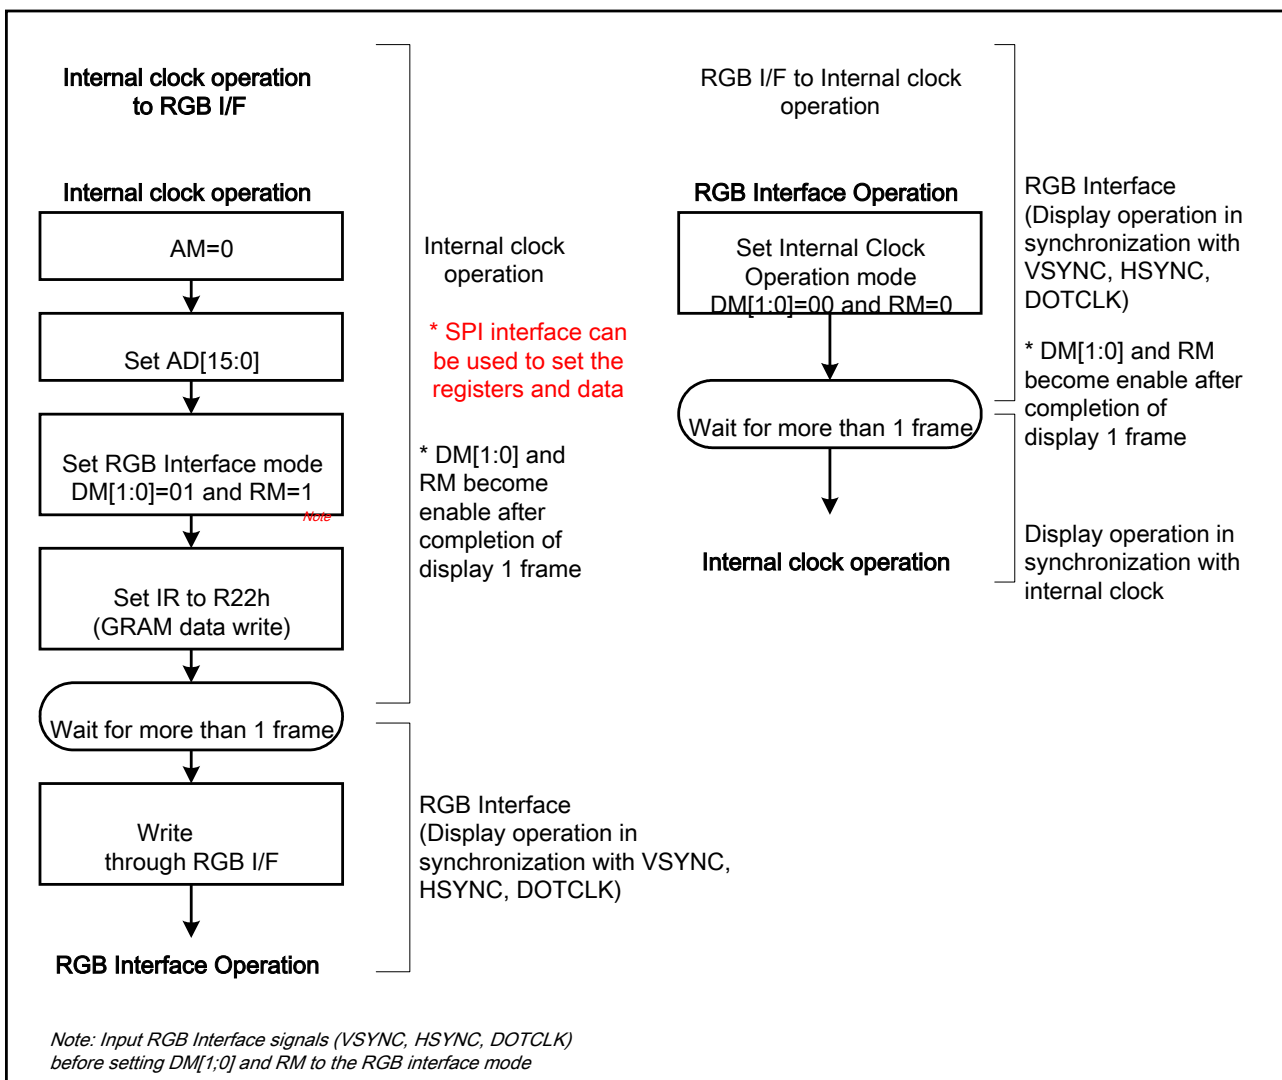 Internal clock operation
to RGB I/F
Internal clock operation
AM=0
Set AD[15:0]
Set RGB Interface mode
DM[1:0]=01 and RM=1
Note
Set IR to R22h
(GRAM data write)
Wait for more than 1 frame
Write
through RGB I/F
RGB Interface Operation
Internal clock
operation
* SPI interface can
be used to set the
registers and data
* DM[1:0] and
RM become
enable after
completion of
display 1 frame
RGB Interface
(Display operation in
synchronization with VSYNC,
HSYNC, DOTCLK)
RGB I/F to Internal clock
operation
RGB Interface Operation
Set Internal Clock
Operation mode
DM[1:0]=00 and RM=0
Wait for more than 1 frame
Internal clock operation
RGB Interface
(Display operation in
synchronization with
VSYNC, HSYNC,
DOTCLK)
* DM[1:0] and RM
become enable after
completion of
display 1 frame
Display operation in
synchronization with
internal clock
Note: Input RGB Interface signals (VSYNC, HSYNC, DOTCLK)
before setting DM[1;0] and RM to the RGB interface mode